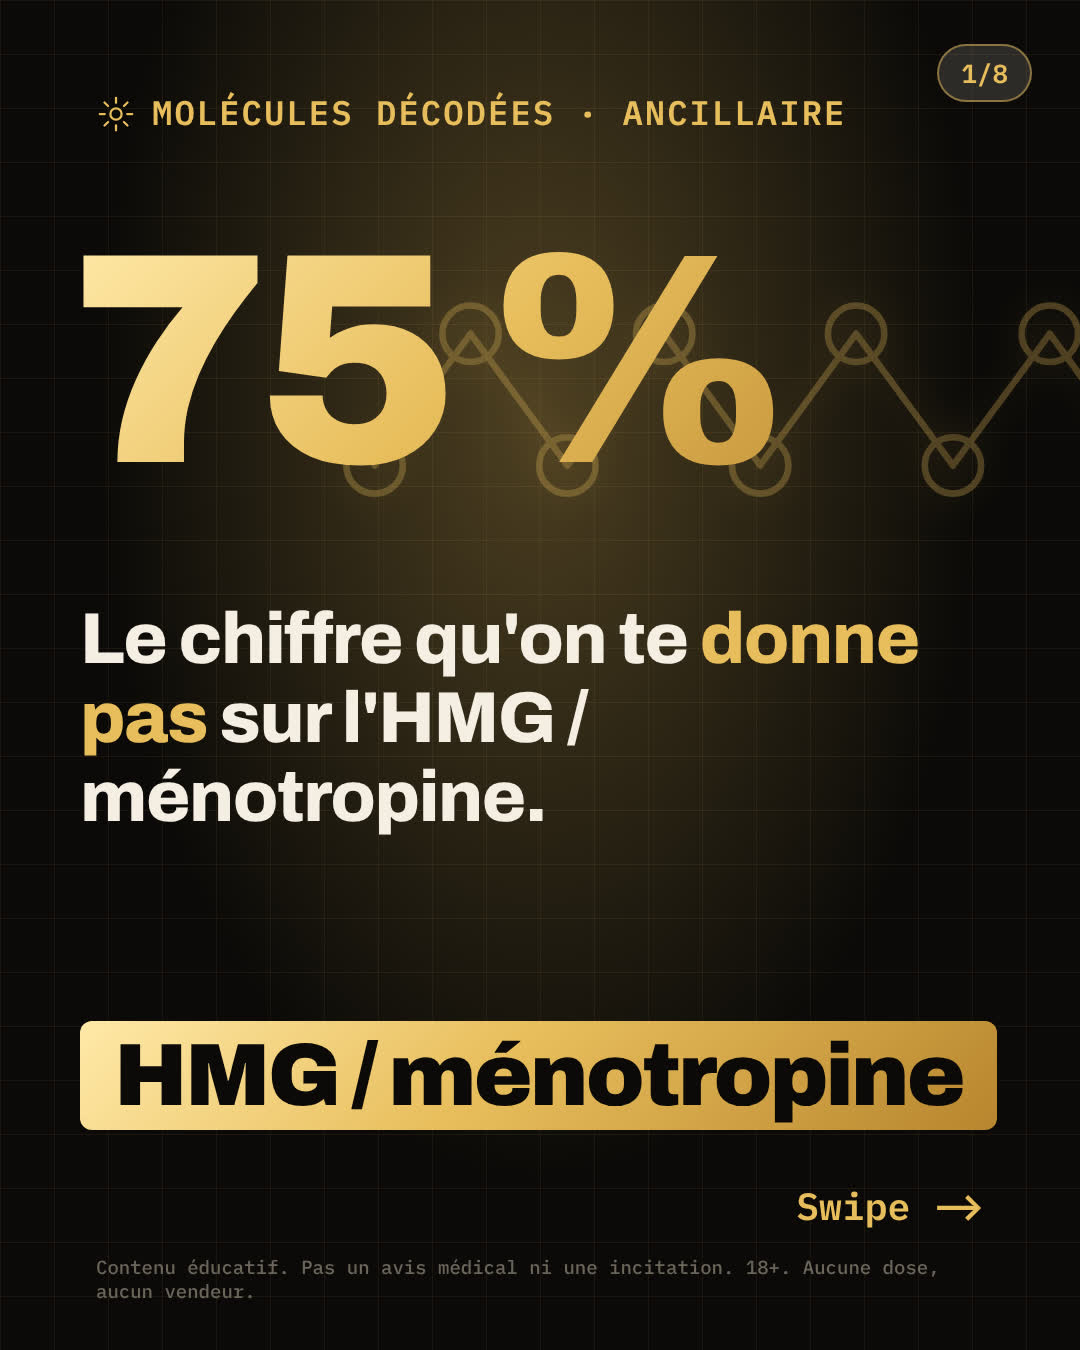 1/8
MOLÉCULES DÉCODÉES · ANCILLAIRE
75%
Le chiffre qu'on te donne
pas sur l'HMG /
ménotropine.
HMG / ménotropine
Swipe →
Contenu éducatif. Pas un avis médical ni une incitation. 18+. Aucune dose,
aucun vendeur.